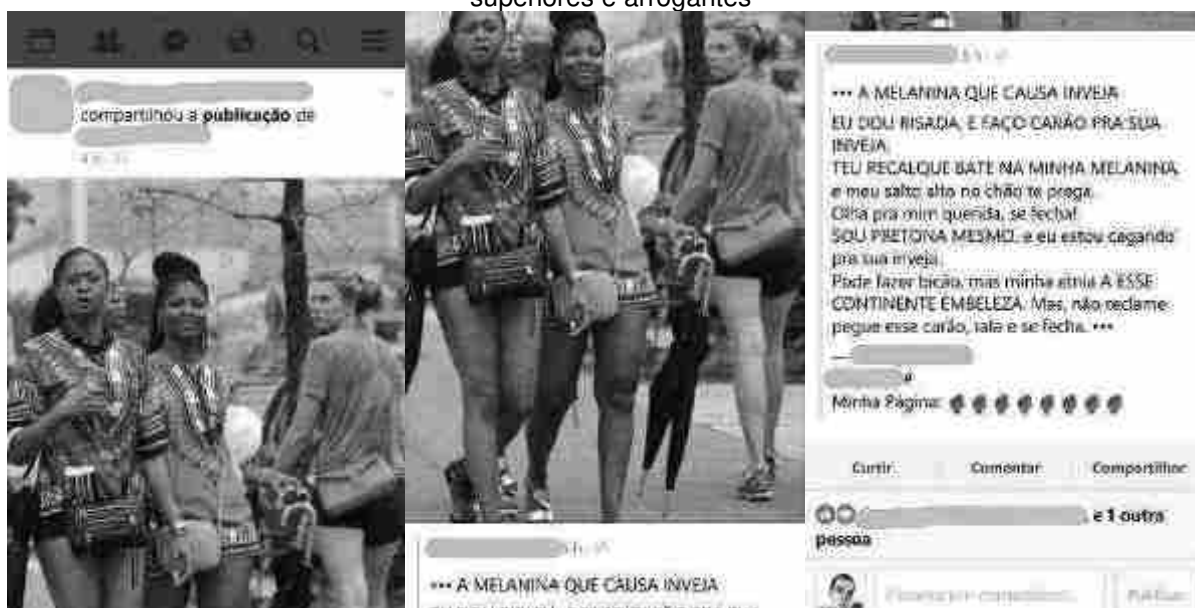 superiores e arrogantes
compartilhou a publicação de
••• A MELANINA QUE CAUSA INVEJA
••• A MELANINA QUE CAUSA INVEJA
EU DOU RISADA, E FAÇO CARÃO PRA SUA
INVEJA.
TEU RECALQUE BATE NA MINHA MELANINA,
e meu salto alto no chão te prega.
Olha pra mim querida, se fecha!
SOU PRETONA MESMO, e eu estou cagando
pra sua inveja.
Pode fazer bicão, mas minha etnia A ESSE
CONTINENTE EMBELEZA. Mas, não reclame
pegue esse carão, rala e se fecha. •••
Minha Página:
Curtir Comentar Compartilhar
e 1 outra
pessoa
Publicar